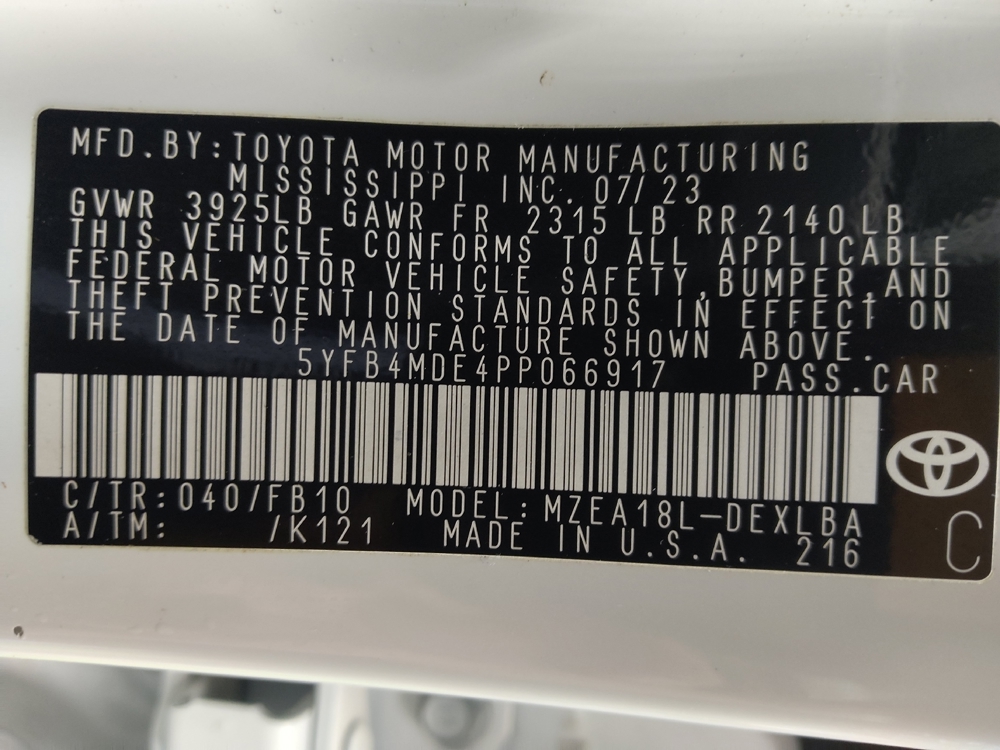 MFD.BY:TOYOTA MOTOR MANUFACTURING
MISSISSIPPI INC. 07/23
GVWR 3925LB GAWR FR 2315 LB RR 2140 LB
THIS VEHICLE CONFORMS TO ALL APPLICABLE
FEDERAL MOTOR VEHICLE SAFETY,BUMPER,AND
THEFT PREVENTION STANDARDS IN EFFECT ON
THE DATE OF MANUFACTURE SHOWN ABOVE.
5YFB4MDE4PP066917 PASS.CAR
C/TR:040/FB10 MODEL:MZEA18L-DEXLBA
A/TM: /K121 MADE IN U.S.A. 216
C